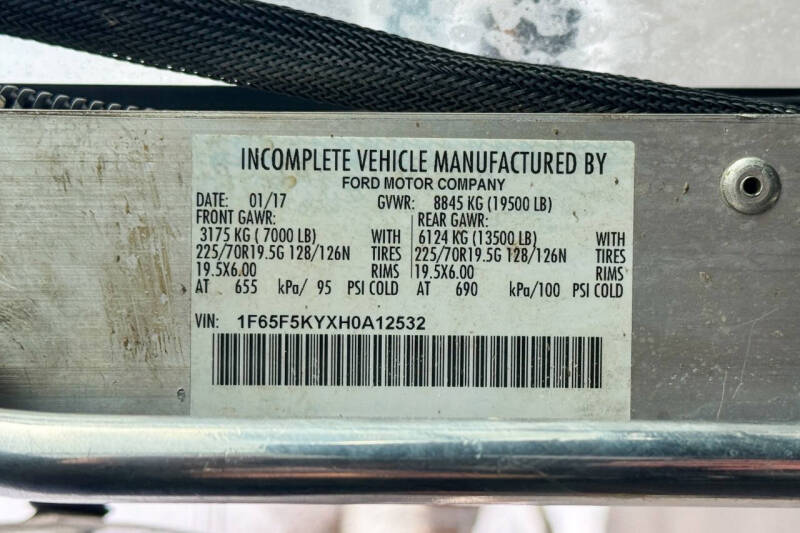 INCOMPLETE VEHICLE MANUFACTURED BY
FORD MOTOR COMPANY
DATE: 01/17 GVWR: 8845 KG (19500 LB)
FRONT GAWR: REAR GAWR:
3175 KG ( 7000 LB) WITH 6124 KG (13500 LB) WITH
225/70R19.5G 128/126N TIRES 225/70R19.5G 128/126N TIRES
19.5X6.00 RIMS 19.5X6.00 RIMS
AT 655 kPa/ 95 PSI COLD AT 690 kPa/100 PSI COLD
VIN: 1F65F5KYXH0A12532